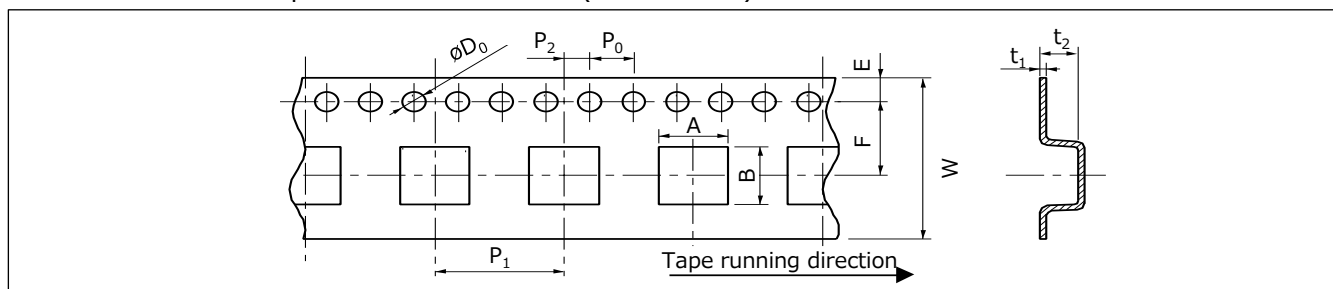 øD₀
P₂
P₀
E
t₂
t₁
A
F
B
W
P₁
Tape running direction